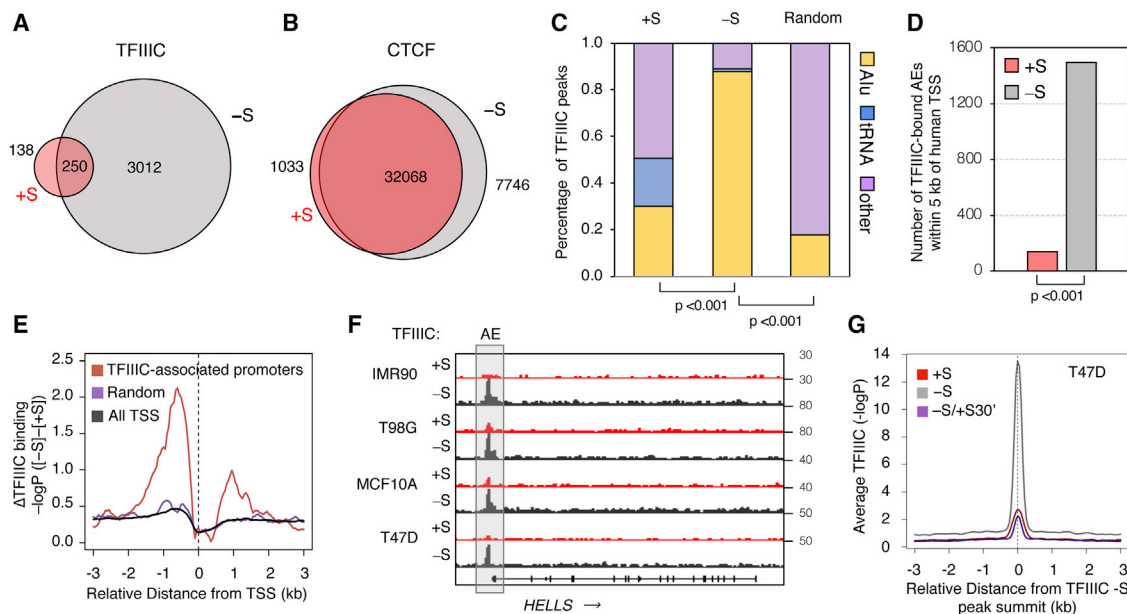 A
TFIIIC
–S
138
250
3012
+S
B
CTCF
–S
1033
32068
7746
+S
C
+S
–S
Random
Percentage of TFIIIC peaks
1.0
0.8
0.6
0.4
0.2
0.0
Alu
tRNA
other
p <0.001
p <0.001
D
Number of TFIIIC-bound AEs
within 5 kb of human TSS
1600
1200
800
400
0
+S
–S
p <0.001
E
ΔTFIIIC binding
–logP ([–S]–[+S])
2.5
2.0
1.5
1.0
0.5
0.0
TFIIIC-associated promoters
Random
All TSS
-3 -2 -1 0 1 2 3
Relative Distance from TSS (kb)
F
TFIIIC:
AE
IMR90
+S
30
–S
30
T98G
+S
80
–S
80
MCF10A
+S
40
–S
40
T47D
+S
50
–S
50
HELLS →
G
Average TFIIIC (-logP)
14
12
10
8
6
4
2
0
+S
–S
–S/+S30’
T47D
-3 -2 -1 0 1 2 3
Relative Distance from TFIIIC -S
peak summit (kb)